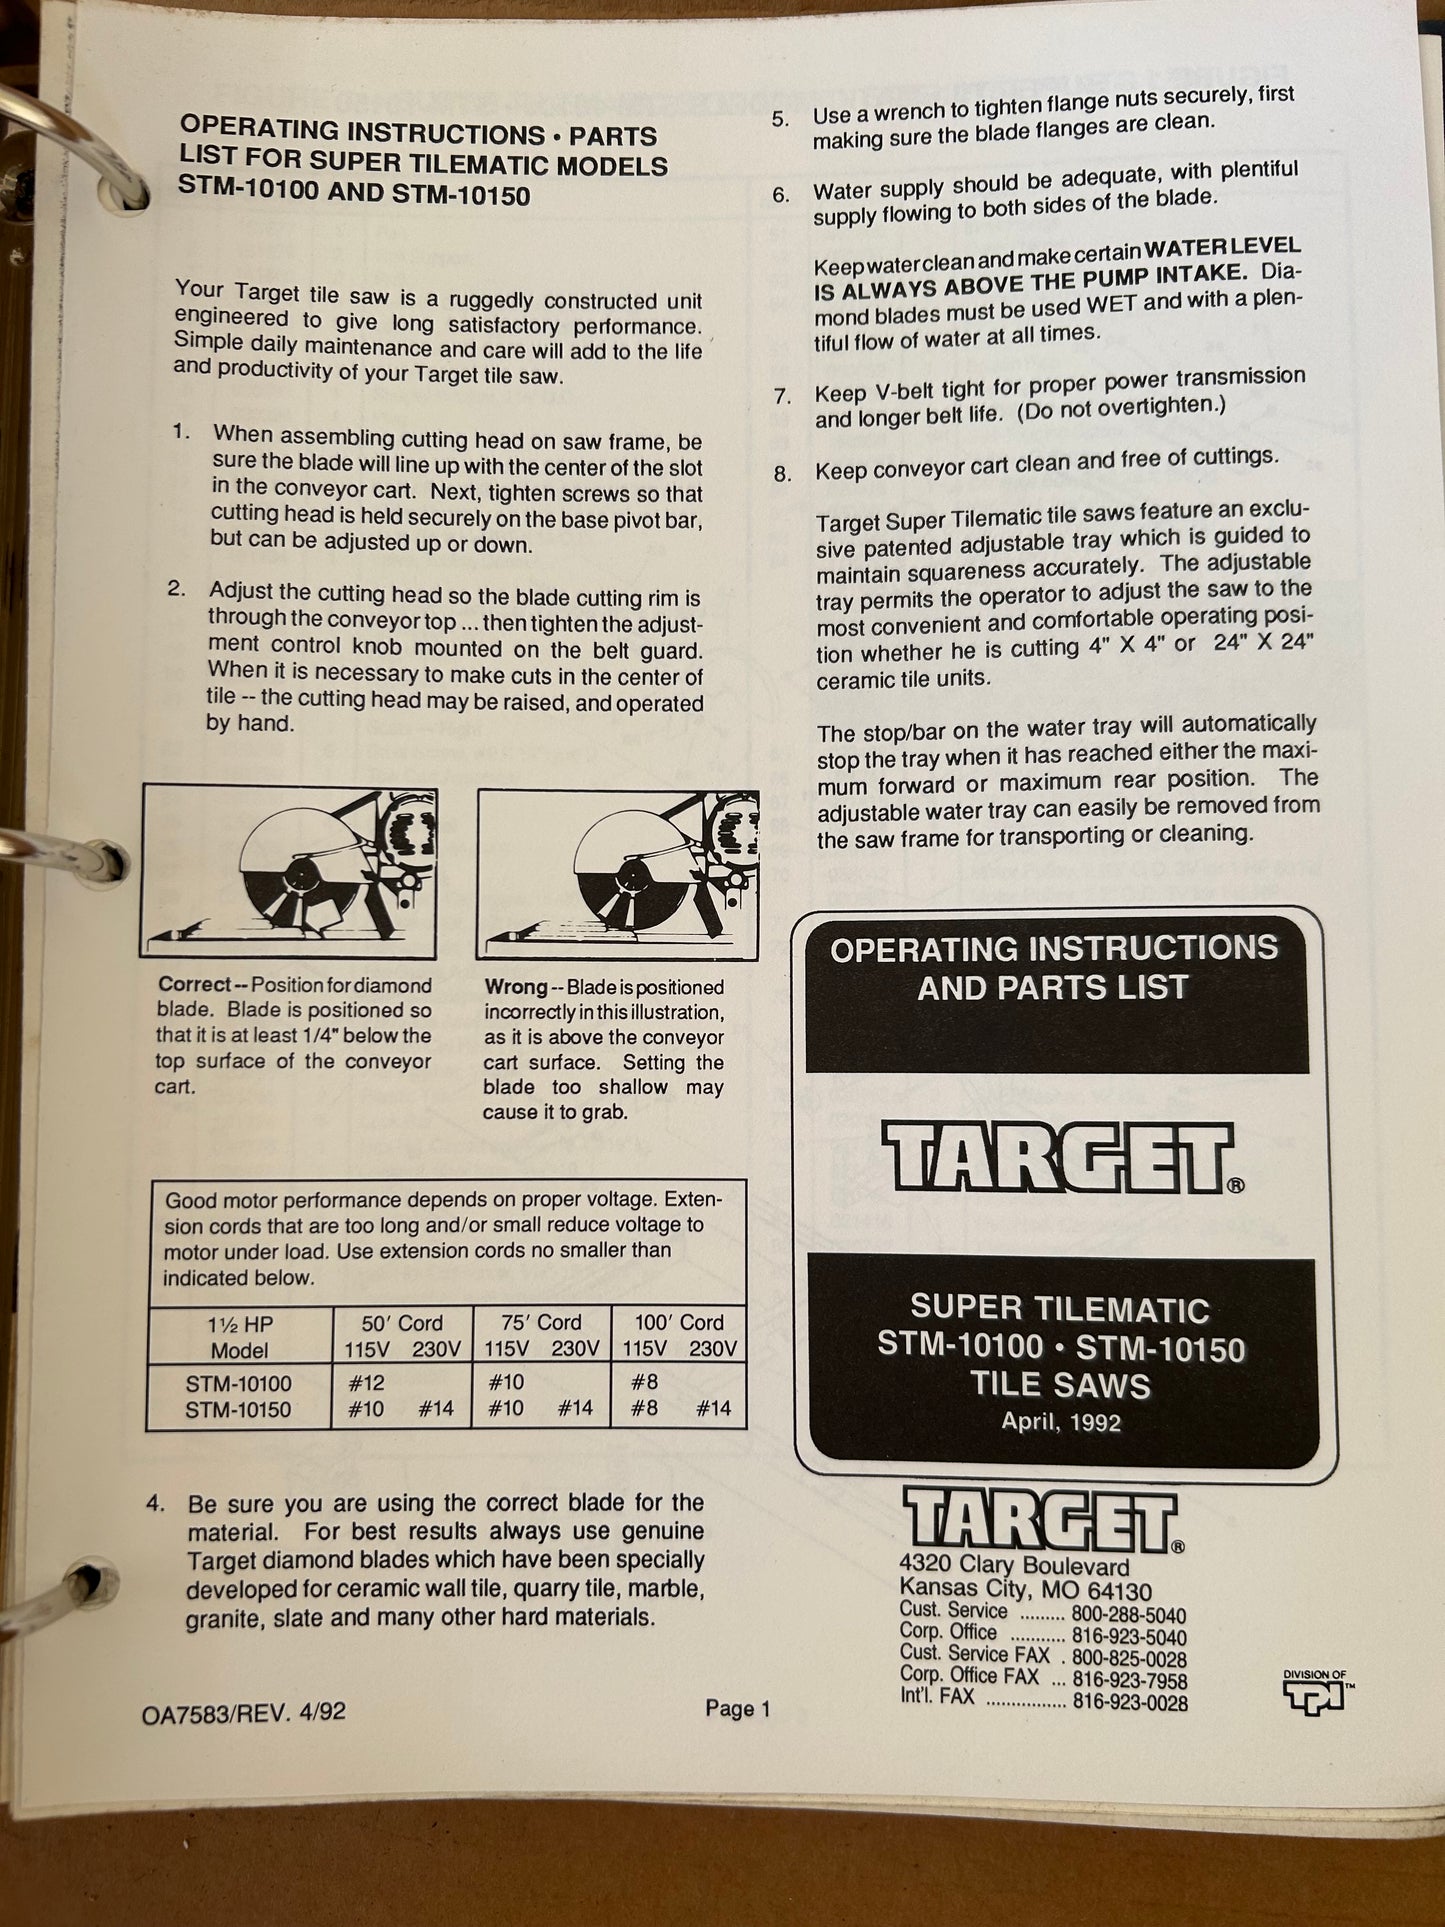 OPERATING INSTRUCTIONS • PARTS
LIST FOR SUPER TILEMATIC MODELS
STM-10100 AND STM-10150
Your Target tile saw is a ruggedly constructed unit
engineered to give long satisfactory performance.
Simple daily maintenance and care will add to the life
and productivity of your Target tile saw.
1. When assembling cutting head on saw frame, be
sure the blade will line up with the center of the slot
in the conveyor cart. Next, tighten screws so that
cutting head is held securely on the base pivot bar,
but can be adjusted up or down.
2. Adjust the cutting head so the blade cutting rim is
through the conveyor top ... then tighten the adjust-
ment control knob mounted on the belt guard.
When it is necessary to make cuts in the center of
tile -- the cutting head may be raised, and operated
by hand.
Correct -- Position for diamond
blade. Blade is positioned so
that it is at least 1/4" below the
top surface of the conveyor
cart.
Wrong -- Blade is positioned
incorrectly in this illustration,
as it is above the conveyor
cart surface. Setting the
blade too shallow may
cause it to grab.
Good motor performance depends on proper voltage. Exten-
sion cords that are too long and/or small reduce voltage to
motor under load. Use extension cords no smaller than
indicated below.
1½ HP 50' Cord 75' Cord 100' Cord
Model 115V 230V 115V 230V 115V 230V
STM-10100 #12 #10 #8
STM-10150 #10 #14 #10 #14 #8 #14
4. Be sure you are using the correct blade for the
material. For best results always use genuine
Target diamond blades which have been specially
developed for ceramic wall tile, quarry tile, marble,
granite, slate and many other hard materials.
5. Use a wrench to tighten flange nuts securely, first
making sure the blade flanges are clean.
6. Water supply should be adequate, with plentiful
supply flowing to both sides of the blade.
Keep water clean and make certain WATER LEVEL
IS ALWAYS ABOVE THE PUMP INTAKE. Dia-
mond blades must be used WET and with a plen-
tiful flow of water at all times.
7. Keep V-belt tight for proper power transmission
and longer belt life. (Do not overtighten.)
8. Keep conveyor cart clean and free of cuttings.
Target Super Tilematic tile saws feature an exclu-
sive patented adjustable tray which is guided to
maintain squareness accurately. The adjustable
tray permits the operator to adjust the saw to the
most convenient and comfortable operating posi-
tion whether he is cutting 4" X 4" or 24" X 24"
ceramic tile units.
The stop/bar on the water tray will automatically
stop the tray when it has reached either the maxi-
mum forward or maximum rear position. The
adjustable water tray can easily be removed from
the saw frame for transporting or cleaning.
OPERATING INSTRUCTIONS
AND PARTS LIST
TARGET®
SUPER TILEMATIC
STM-10100 • STM-10150
TILE SAWS
April, 1992
TARGET®
4320 Clary Boulevard
Kansas City, MO 64130
Cust. Service ......... 800-288-5040
Corp. Office ........... 816-923-5040
Cust. Service FAX . 800-825-0028
Corp. Office FAX ... 816-923-7958
Int'l. FAX ................ 816-923-0028
DIVISION OF
TPI™
OA7583/REV. 4/92
Page 1